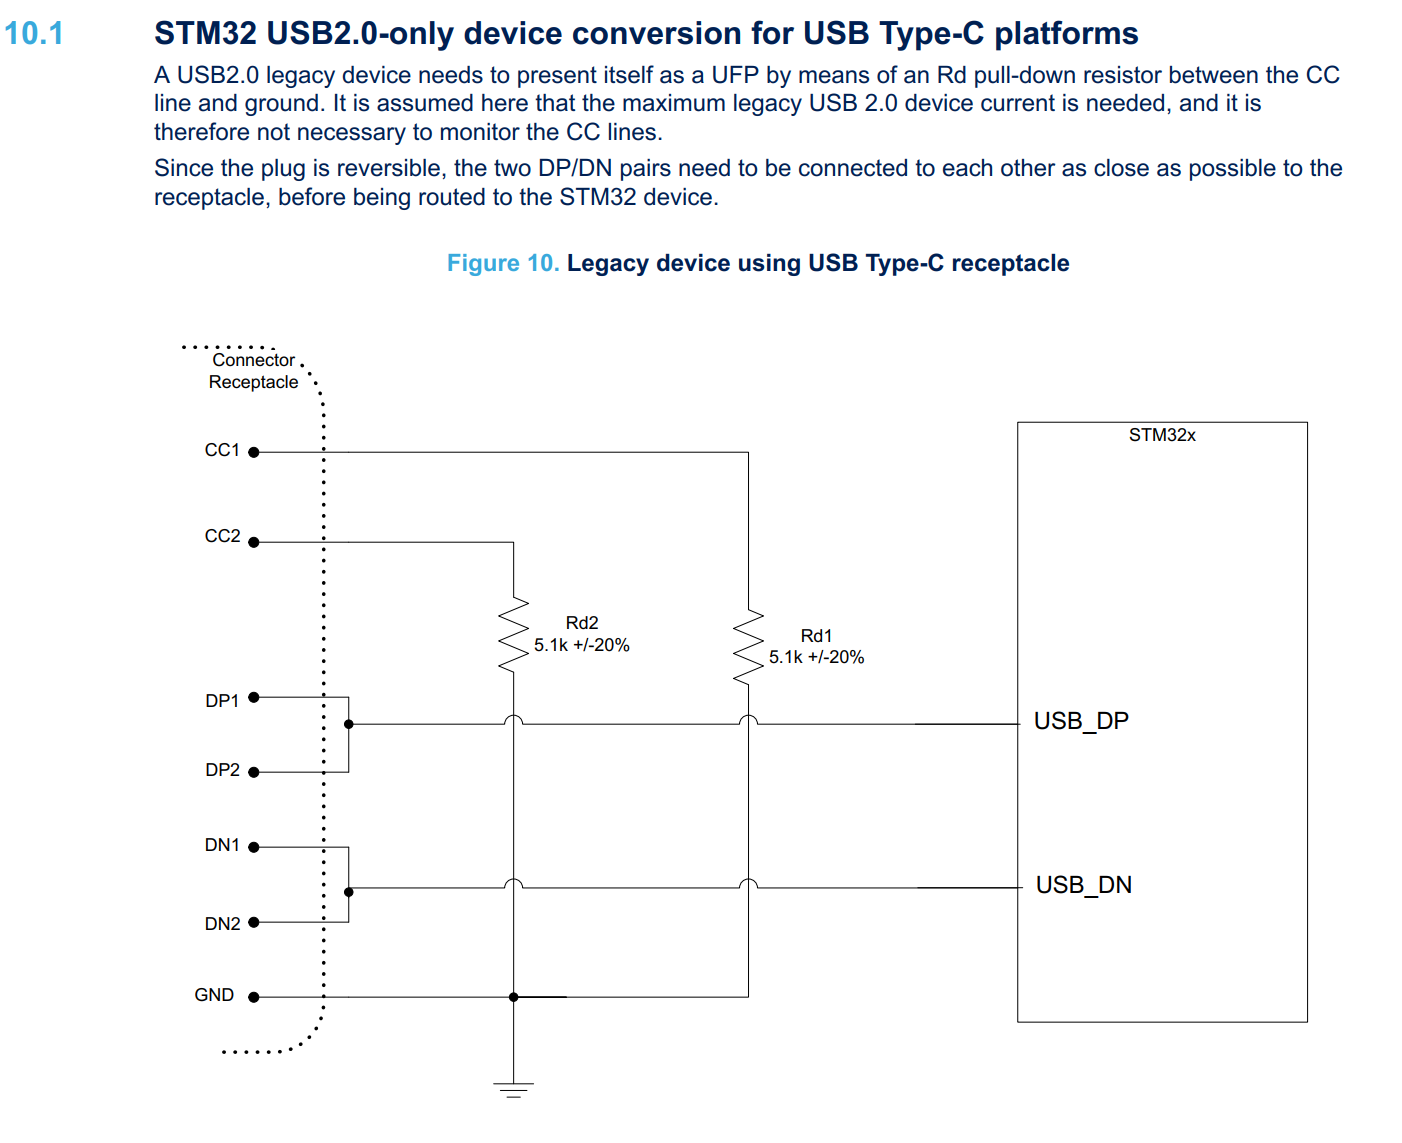 10.1 STM32 USB2.0-only device conversion for USB Type-C platforms
A USB2.0 legacy device needs to present itself as a UFP by means of an Rd pull-down resistor between the CC
line and ground. It is assumed here that the maximum legacy USB 2.0 device current is needed, and it is
therefore not necessary to monitor the CC lines.
Since the plug is reversible, the two DP/DN pairs need to be connected to each other as close as possible to the
receptacle, before being routed to the STM32 device.
Figure 10. Legacy device using USB Type-C receptacle
Connector
Receptacle
STM32x
CC1
CC2
Rd2
5.1k +/-20%
Rd1
5.1k +/-20%
DP1
USB_DP
DP2
DN1
USB_DN
DN2
GND